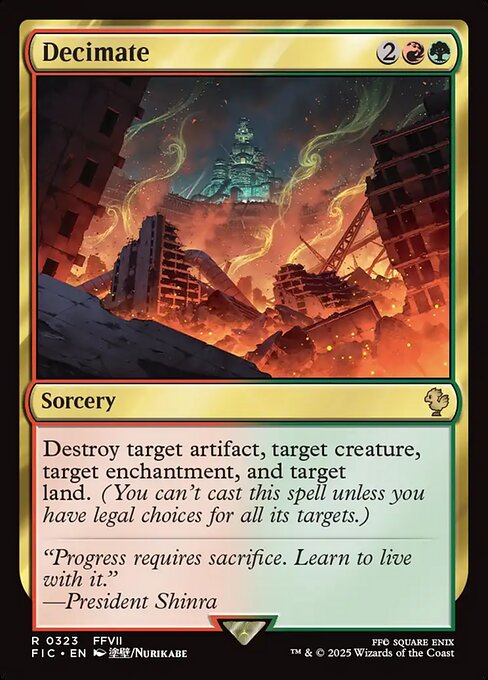 Decimate 2
Sorcery
Destroy target artifact, target creature,
target enchantment, and target
land. (You can't cast this spell unless you
have legal choices for all its targets.)
“Progress requires sacrifice. Learn to live
with it.”
—President Shinra
R 0323 FFVII
FIC • EN 塗壁/NURIKABE
FF© SQUARE ENIX
™ & © 2025 Wizards of the Coast